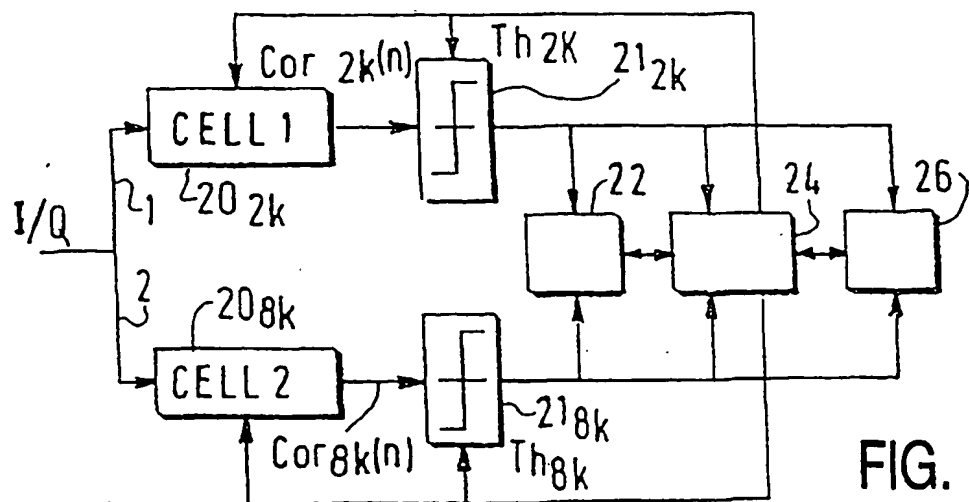 Cor 2k(n)
Th 2K
21 2k
CELL 1
20 2k
1
I/Q
22
24
26
2
20 8k
CELL 2
Cor 8k(n)
21 8k
Th 8k
FIG.